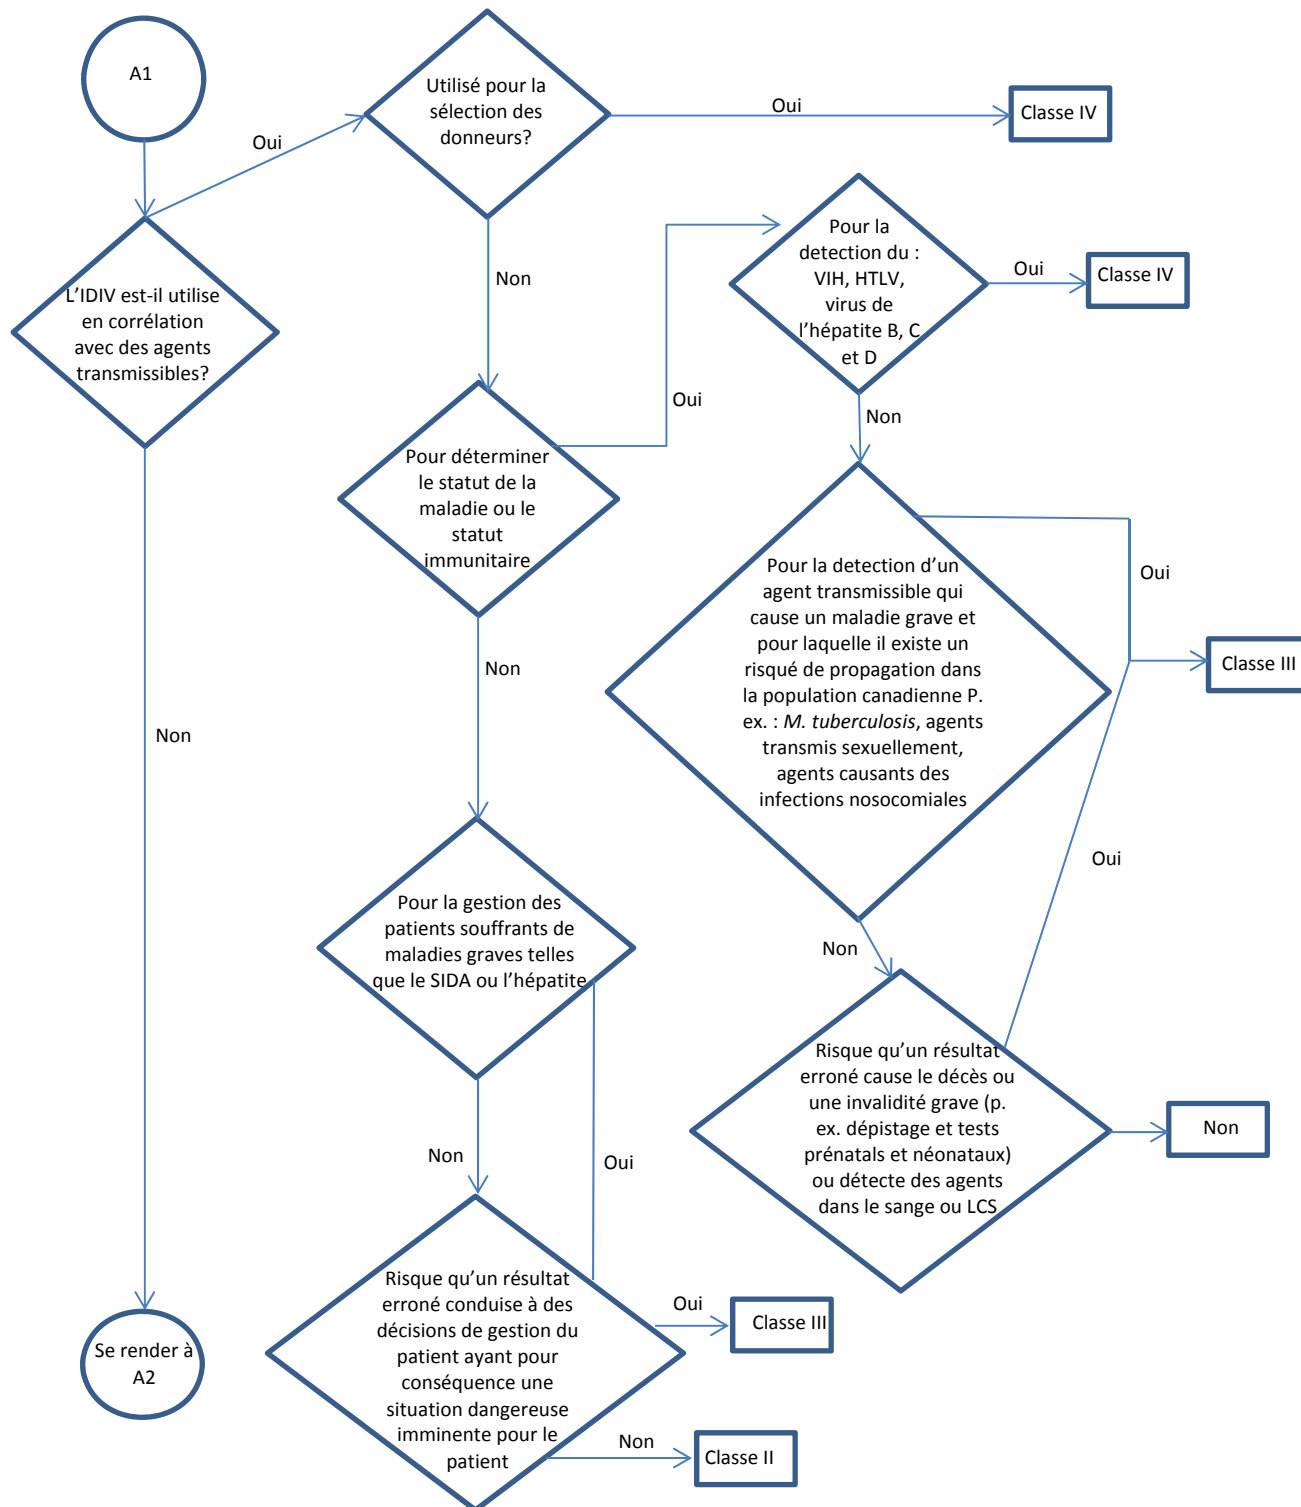 A1
Oui
Utilisé pour la
sélection des
donneurs?
Oui
Classe IV
L’IDIV est-il utilise
en corrélation
avec des agents
transmissibles?
Non
Pour la
detection du :
VIH, HTLV,
virus de
l’hépatite B, C
et D
Oui
Classe IV
Oui
Non
Pour déterminer
le statut de la
maladie ou le
statut
immunitaire
Pour la detection d’un
agent transmissible qui
cause un maladie grave et
pour laquelle il existe un
risqué de propagation dans
la population canadienne P.
ex. : M. tuberculosis, agents
transmis sexuellement,
agents causants des
infections nosocomiales
Oui
Classe III
Non
Non
Oui
Pour la gestion des
patients souffrants de
maladies graves telles
que le SIDA ou l’hépatite
Non
Risque qu’un résultat
erroné cause le décès ou
une invalidité grave (p.
ex. dépistage et tests
prénatals et néonataux)
ou détecte des agents
dans le sange ou LCS
Non
Non
Oui
Risque qu’un résultat
erroné conduise à des
décisions de gestion du
patient ayant pour
conséquence une
situation dangereuse
imminente pour le
patient
Oui
Classe III
Non
Classe II
Se render à
A2